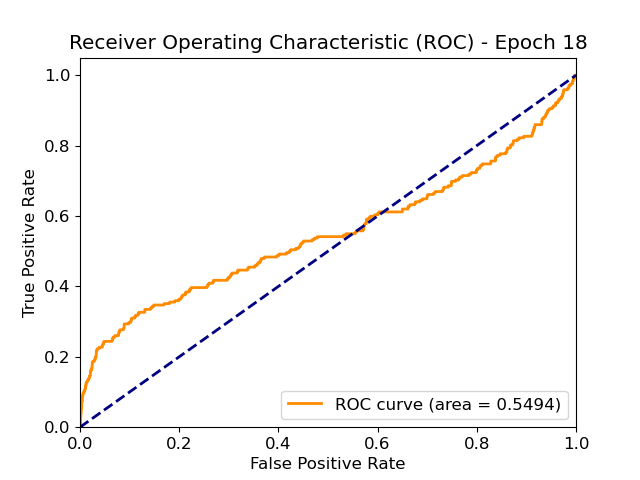 Receiver Operating Characteristic (ROC) - Epoch 18
True Positive Rate
1.0
0.8
0.6
0.4
0.2
0.0
ROC curve (area = 0.5494)
0.0 0.2 0.4 0.6 0.8 1.0
False Positive Rate